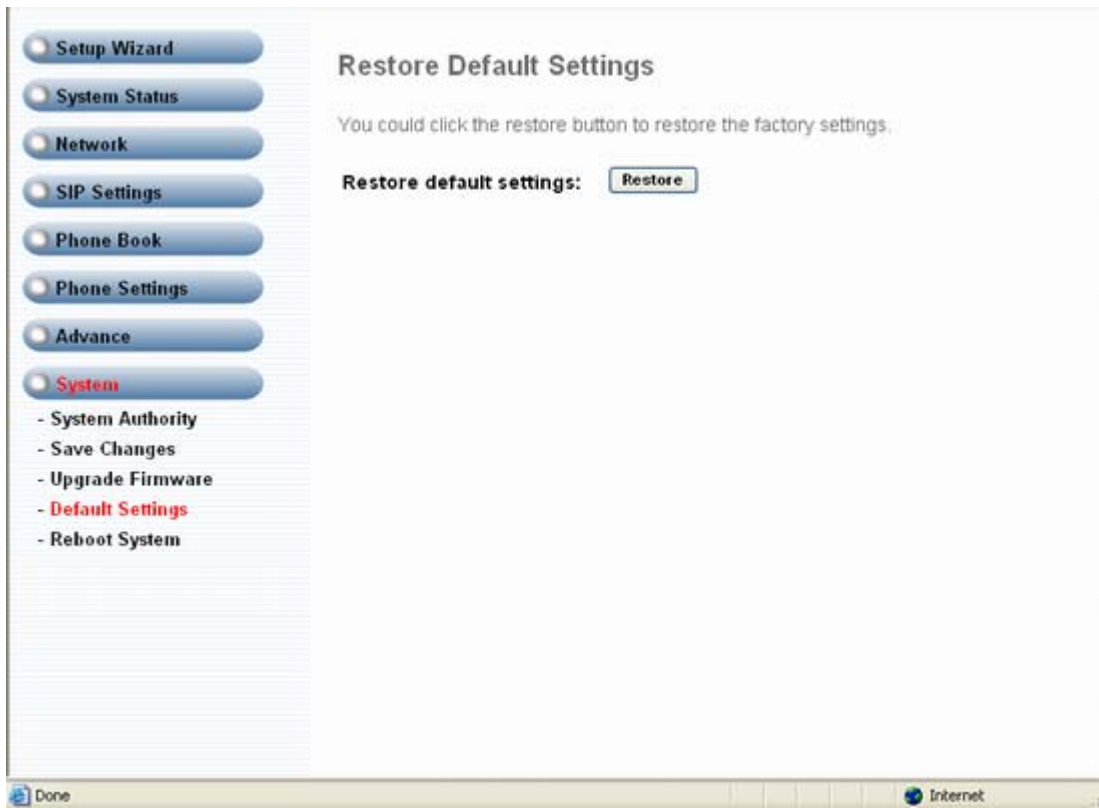 Setup Wizard
System Status
Network
SIP Settings
Phone Book
Phone Settings
Advance
System
- System Authority
- Save Changes
- Upgrade Firmware
- Default Settings
- Reboot System
Restore Default Settings
You could click the restore button to restore the factory settings.
Restore default settings: Restore
Done
Internet